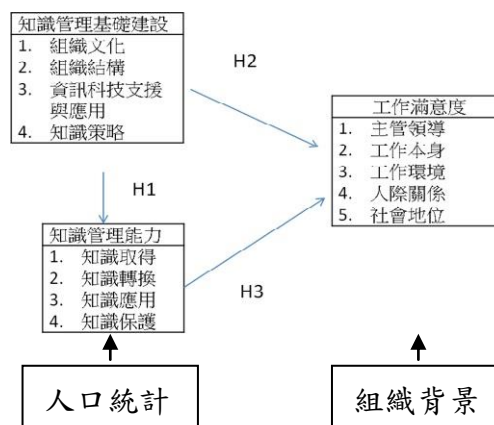 知識管理基礎建設
1. 組織文化
2. 組織結構
3. 資訊科技支援
與應用
4. 知識策略
H2
工作滿意度
1. 主管領導
2. 工作本身
3. 工作環境
4. 人際關係
5. 社會地位
H1
知識管理能力
1. 知識取得
2. 知識轉換
3. 知識應用
4. 知識保護
H3
人口統計
組織背景